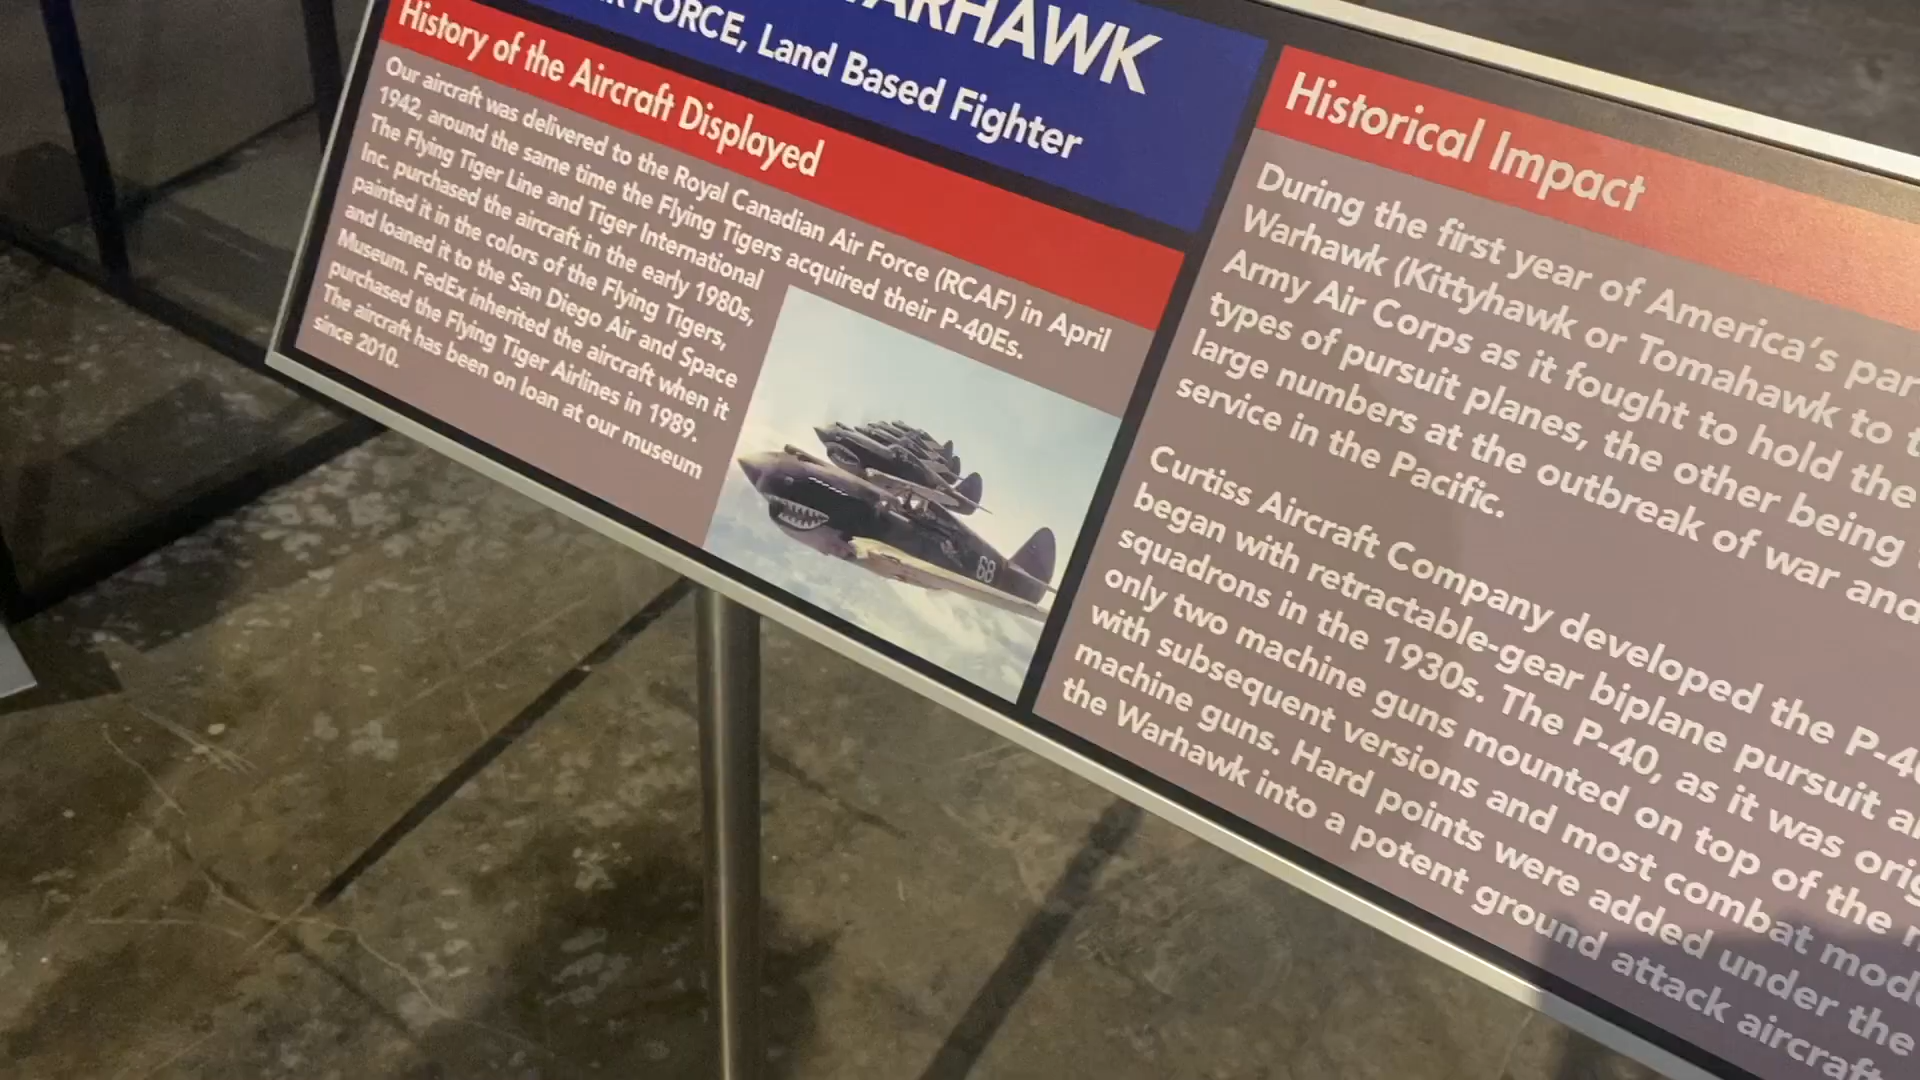 WARHAWK
FORCE, Land Based Fighter
History of the Aircraft Displayed
Our aircraft was delivered to the Royal Canadian Air Force (RCAF) in April
1942, around the same time the Flying Tigers acquired their P-40Es.
The Flying Tiger Line and Tiger International
Inc. purchased the aircraft in the early 1980s,
painted it in the colors of the Flying Tigers,
and loaned it to the San Diego Air and Space
Museum. FedEx inherited the aircraft when it
purchased the Flying Tiger Airlines in 1989.
The aircraft has been on loan at our museum
since 2010.
68
Historical Impact
During the first year of America's
Warhawk (Kittyhawk or Tomahawk to
Army Air Corps as it fought to hold the
types of pursuit planes, the other being
large numbers at the outbreak of war and
service in the Pacific.
Curtiss Aircraft Company developed the P-40
began with retractable-gear biplane pursuit
squadrons in the 1930s. The P-40, as it was
only two machine guns mounted on top of the
with subsequent versions and most combat
machine guns. Hard points were added under the
the Warhawk into a potent ground attack aircraft